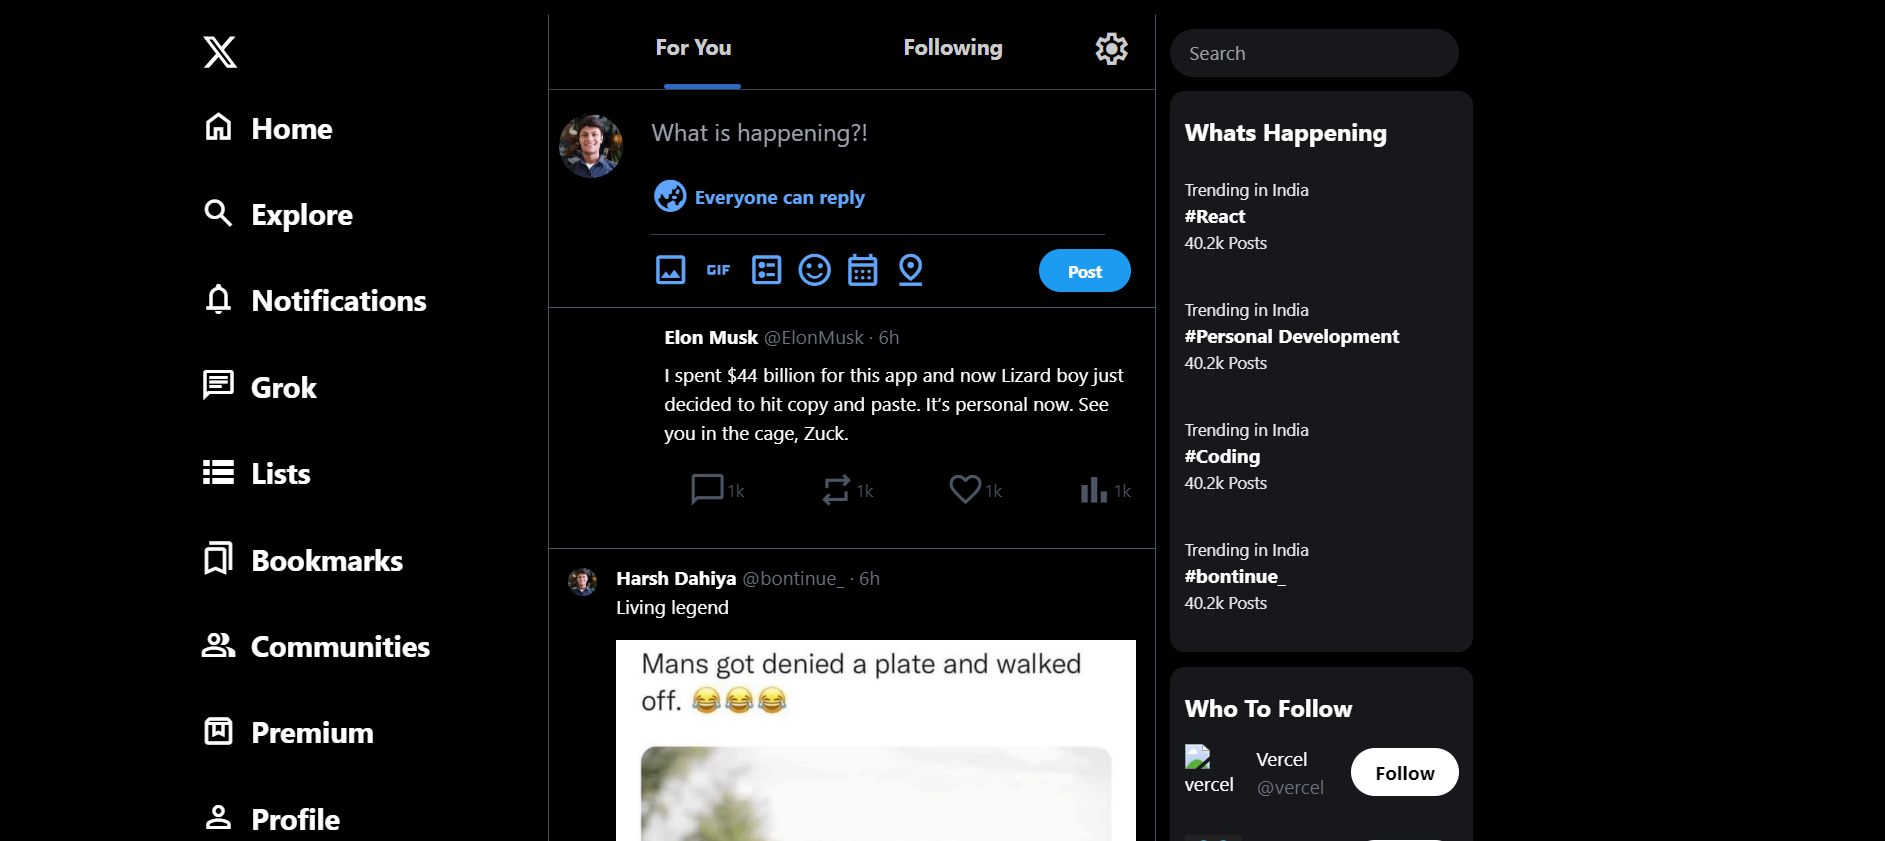 Home
Explore
Notifications
Grok
Lists
Bookmarks
Communities
Premium
Profile
For You
Following
What is happening?!
Everyone can reply
GIF
Post
Elon Musk @ElonMusk · 6h
I spent $44 billion for this app and now Lizard boy just
decided to hit copy and paste. It’s personal now. See
you in the cage, Zuck.
1k 1k 1k 1k
Harsh Dahiya @bontinue_ · 6h
Living legend
Mans got denied a plate and walked
off. 😂😂😂
Search
Whats Happening
Trending in India
#React
40.2k Posts
Trending in India
#Personal Development
40.2k Posts
Trending in India
#Coding
40.2k Posts
Trending in India
#bontinue_
40.2k Posts
Who To Follow
vercel
Vercel
@vercel
Follow